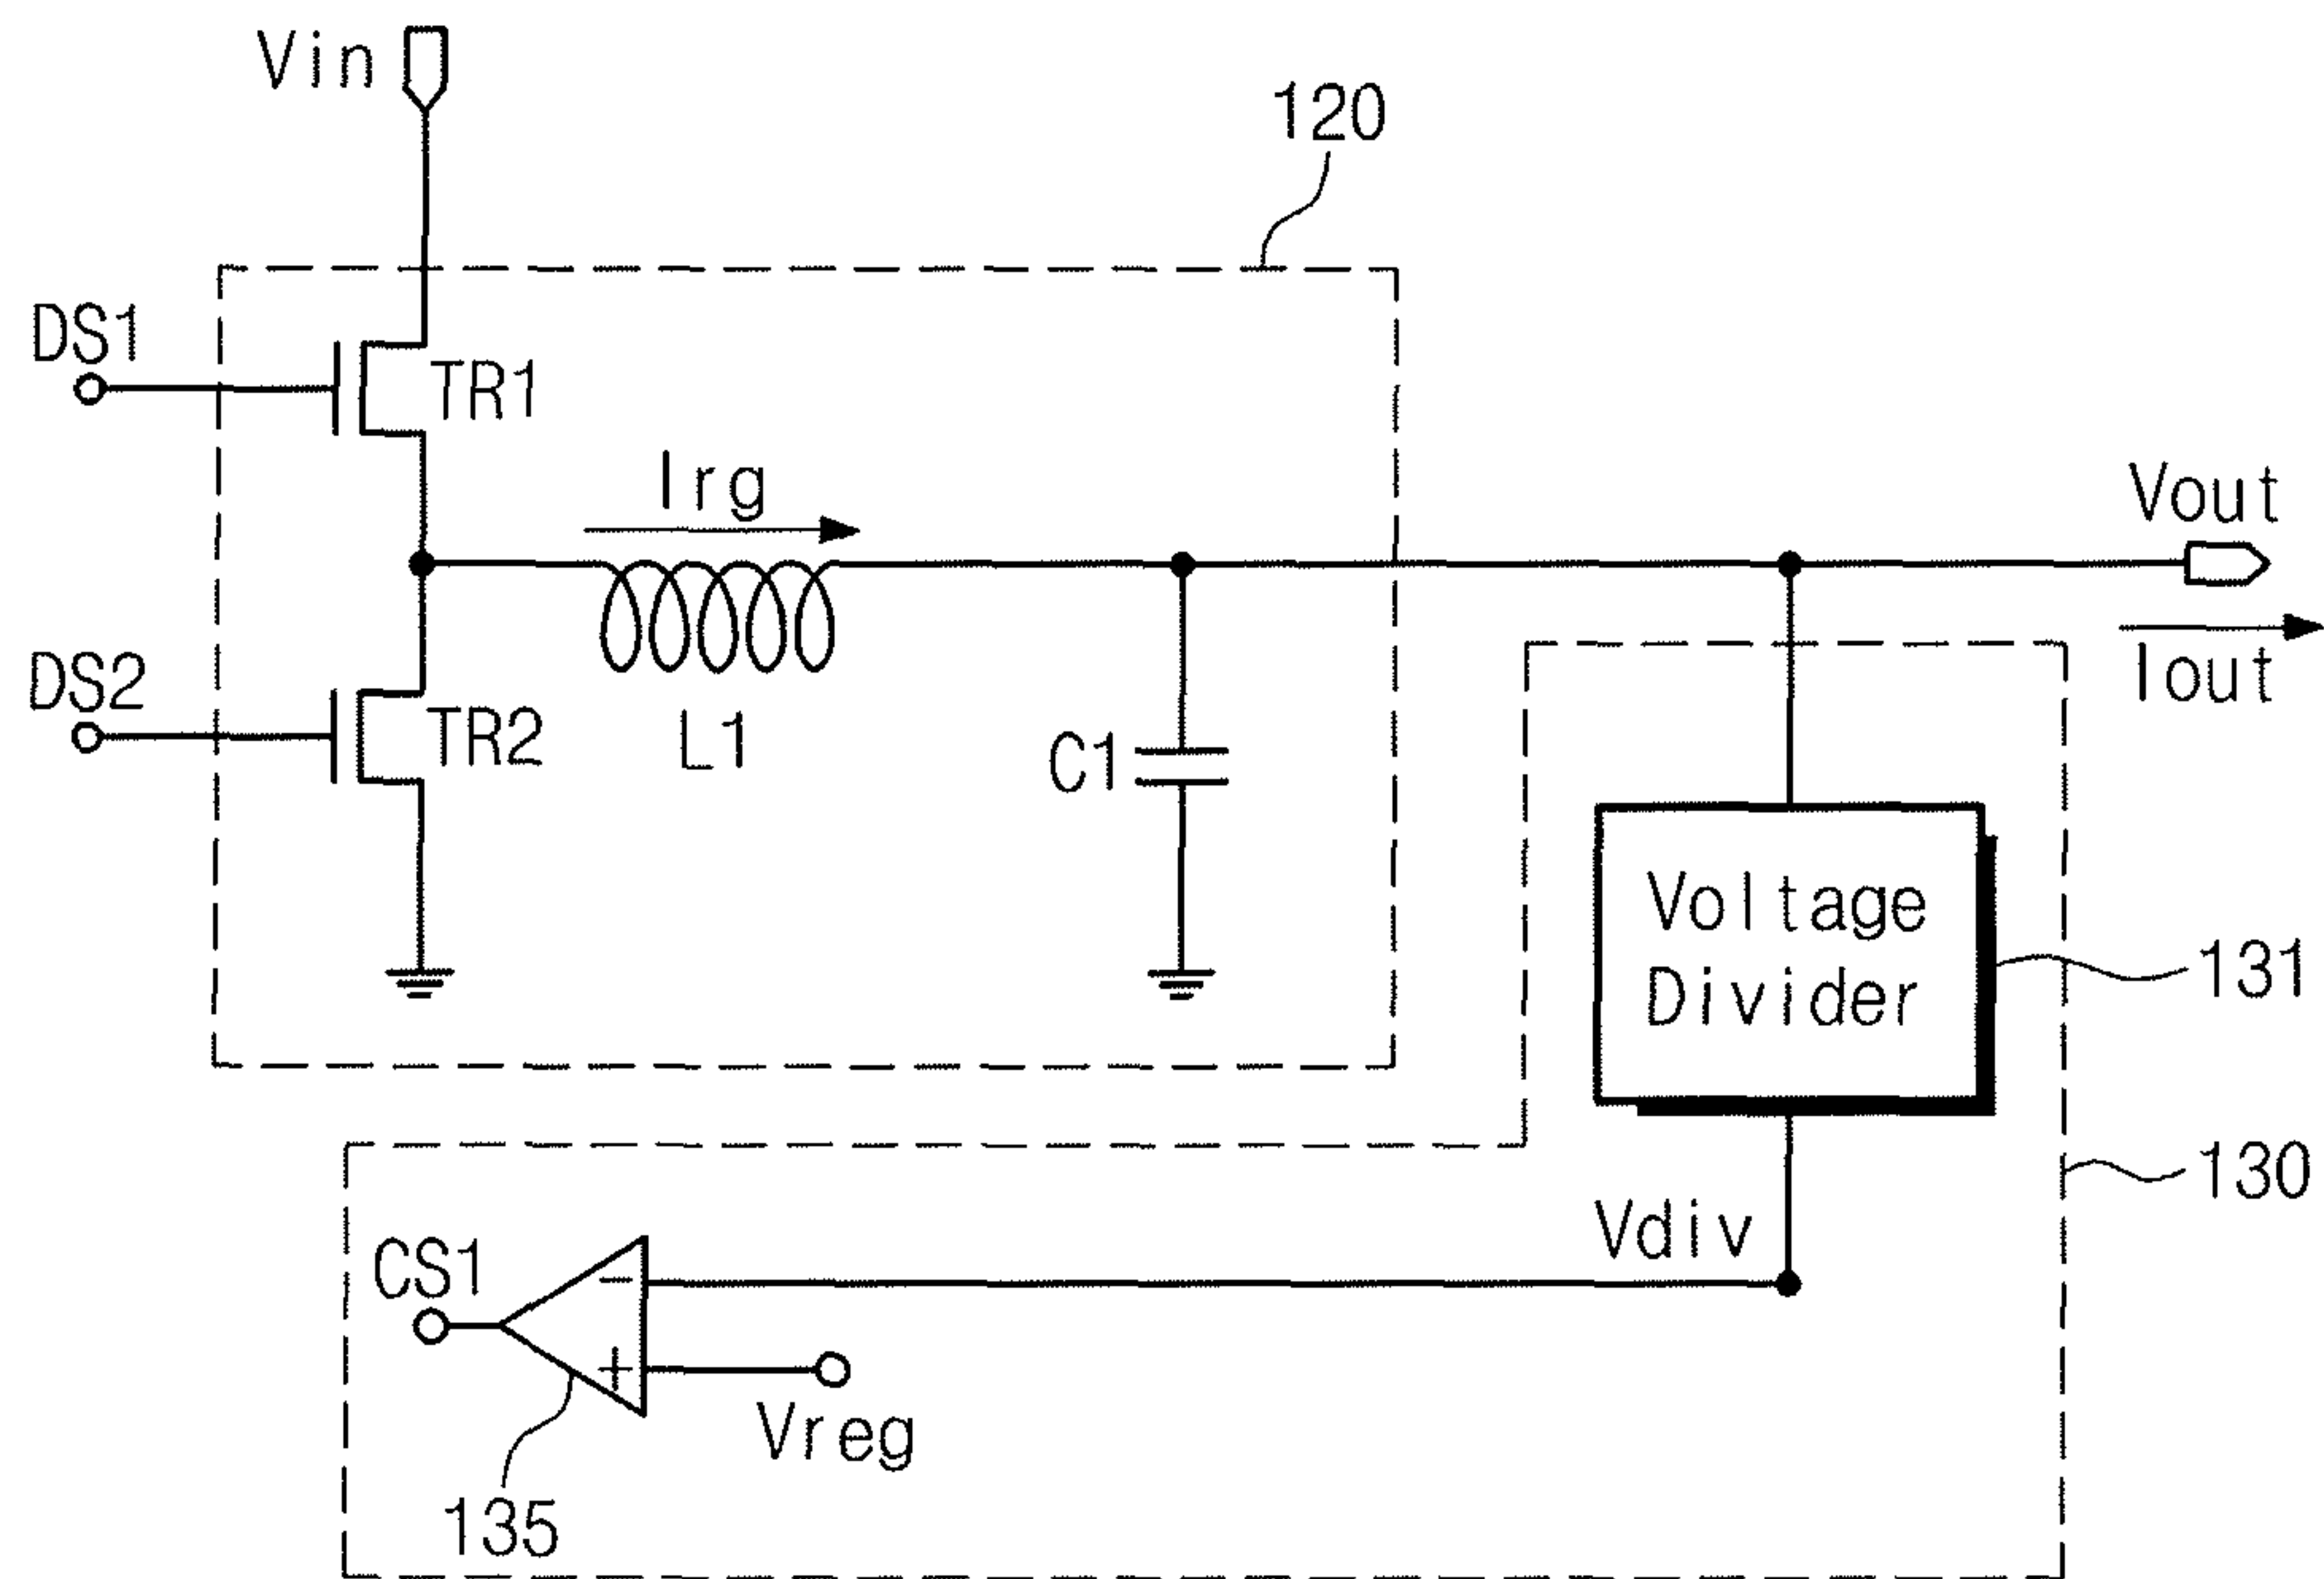 Vin
120
DS1
TR1
Irg
Vout
Iout
DS2
TR2
L1
C1
Voltage
Divider
131
130
Vdiv
CS1
−
+
Vreg
135